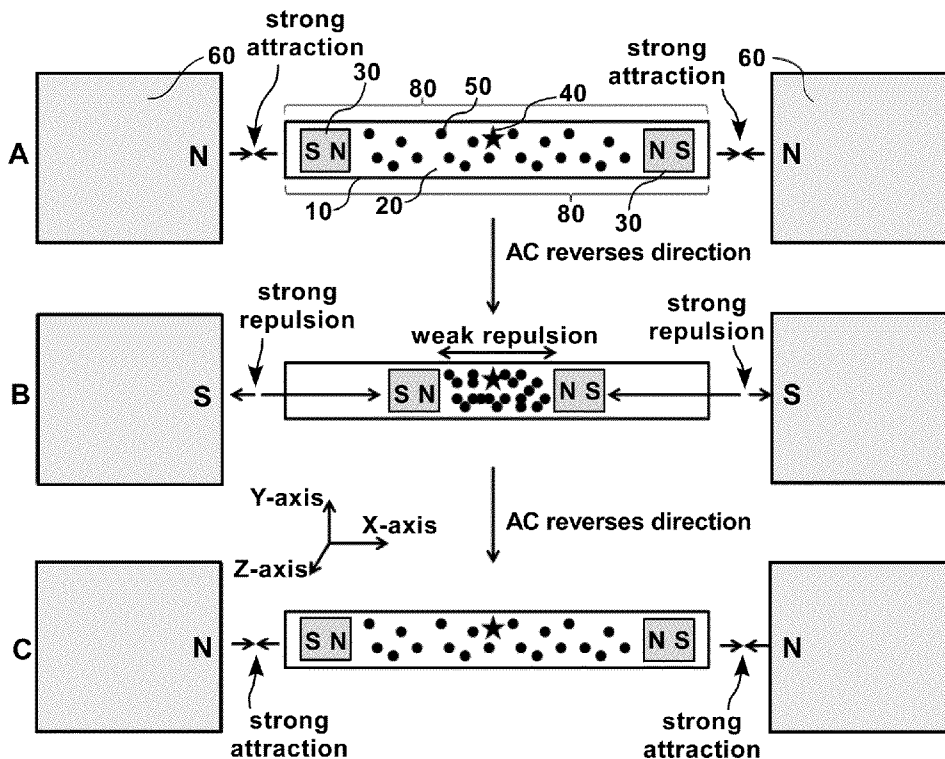 strong
attraction
60
30
80
50
40
strong
attraction
60
A
N
S N
N S
N
10
20
80
30
AC reverses direction
strong
repulsion
weak repulsion
strong
repulsion
B
S
S N
N S
S
Y-axis
X-axis
Z-axis
AC reverses direction
C
N
S N
N S
N
strong
attraction
strong
attraction